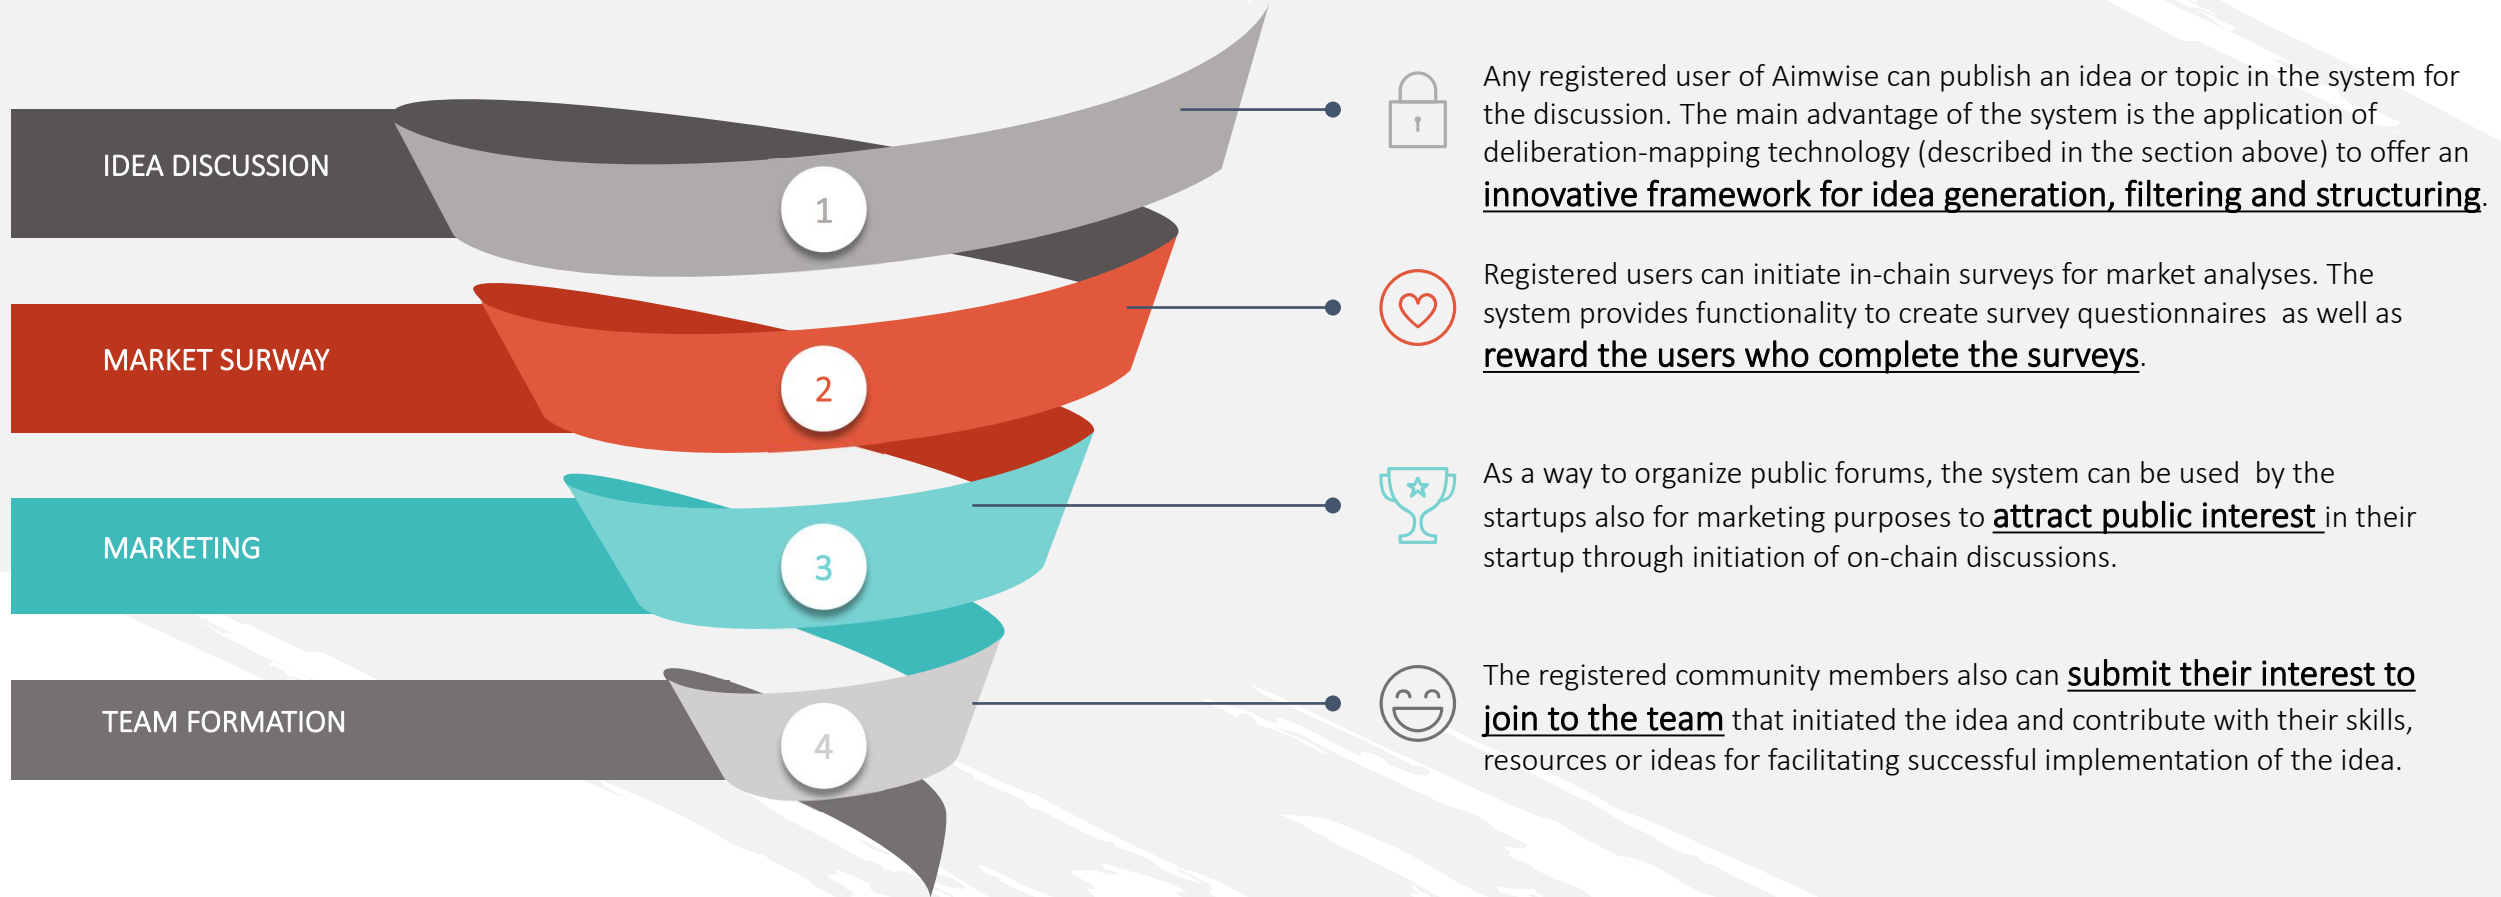 IDEA DISCUSSION
1
Any registered user of Aimwise can publish an idea or topic in the system for
the discussion. The main advantage of the system is the application of
deliberation-mapping technology (described in the section above) to offer an
innovative framework for idea generation, filtering and structuring.
MARKET SURWAY
2
Registered users can initiate in-chain surveys for market analyses. The
system provides functionality to create survey questionnaires  as well as
reward the users who complete the surveys.
MARKETING
3
As a way to organize public forums, the system can be used  by the
startups also for marketing purposes to attract public interest in their
startup through initiation of on-chain discussions.
TEAM FORMATION
4
The registered community members also can submit their interest to
join to the team that initiated the idea and contribute with their skills,
resources or ideas for facilitating successful implementation of the idea.